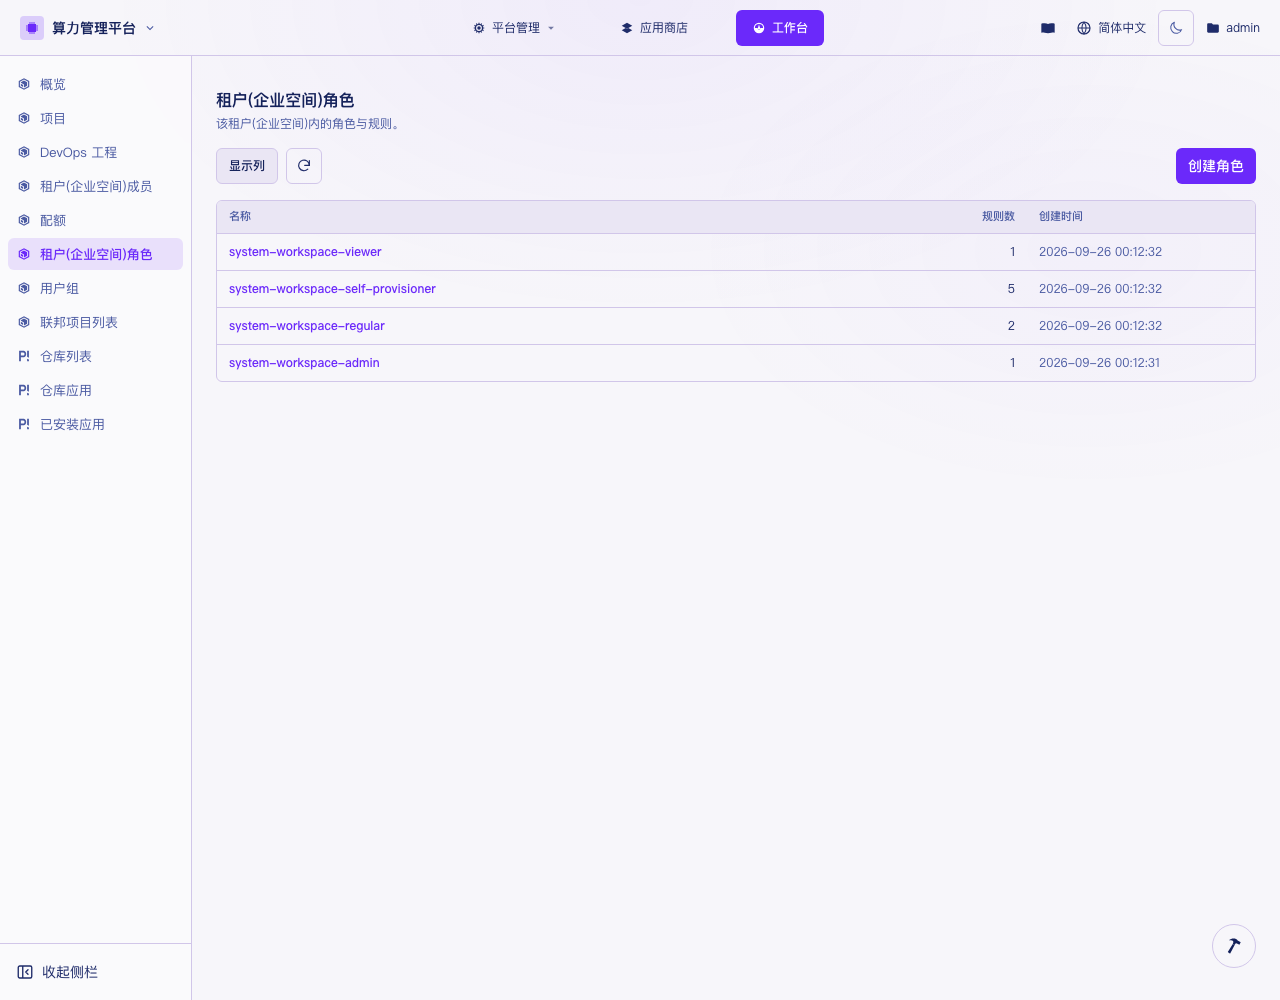 算力管理平台
平台管理
应用商店
工作台
简体中文
admin
概览
项目
DevOps 工程
租户(企业空间)成员
配额
租户(企业空间)角色
用户组
联邦项目列表
P! 仓库列表
P! 仓库应用
P! 已安装应用
收起侧栏
租户(企业空间)角色
该租户(企业空间)内的角色与规则。
显示列
创建角色
名称 规则数 创建时间
system-workspace-viewer 1 2026-09-26 00:12:32
system-workspace-self-provisioner 5 2026-09-26 00:12:32
system-workspace-regular 2 2026-09-26 00:12:32
system-workspace-admin 1 2026-09-26 00:12:31